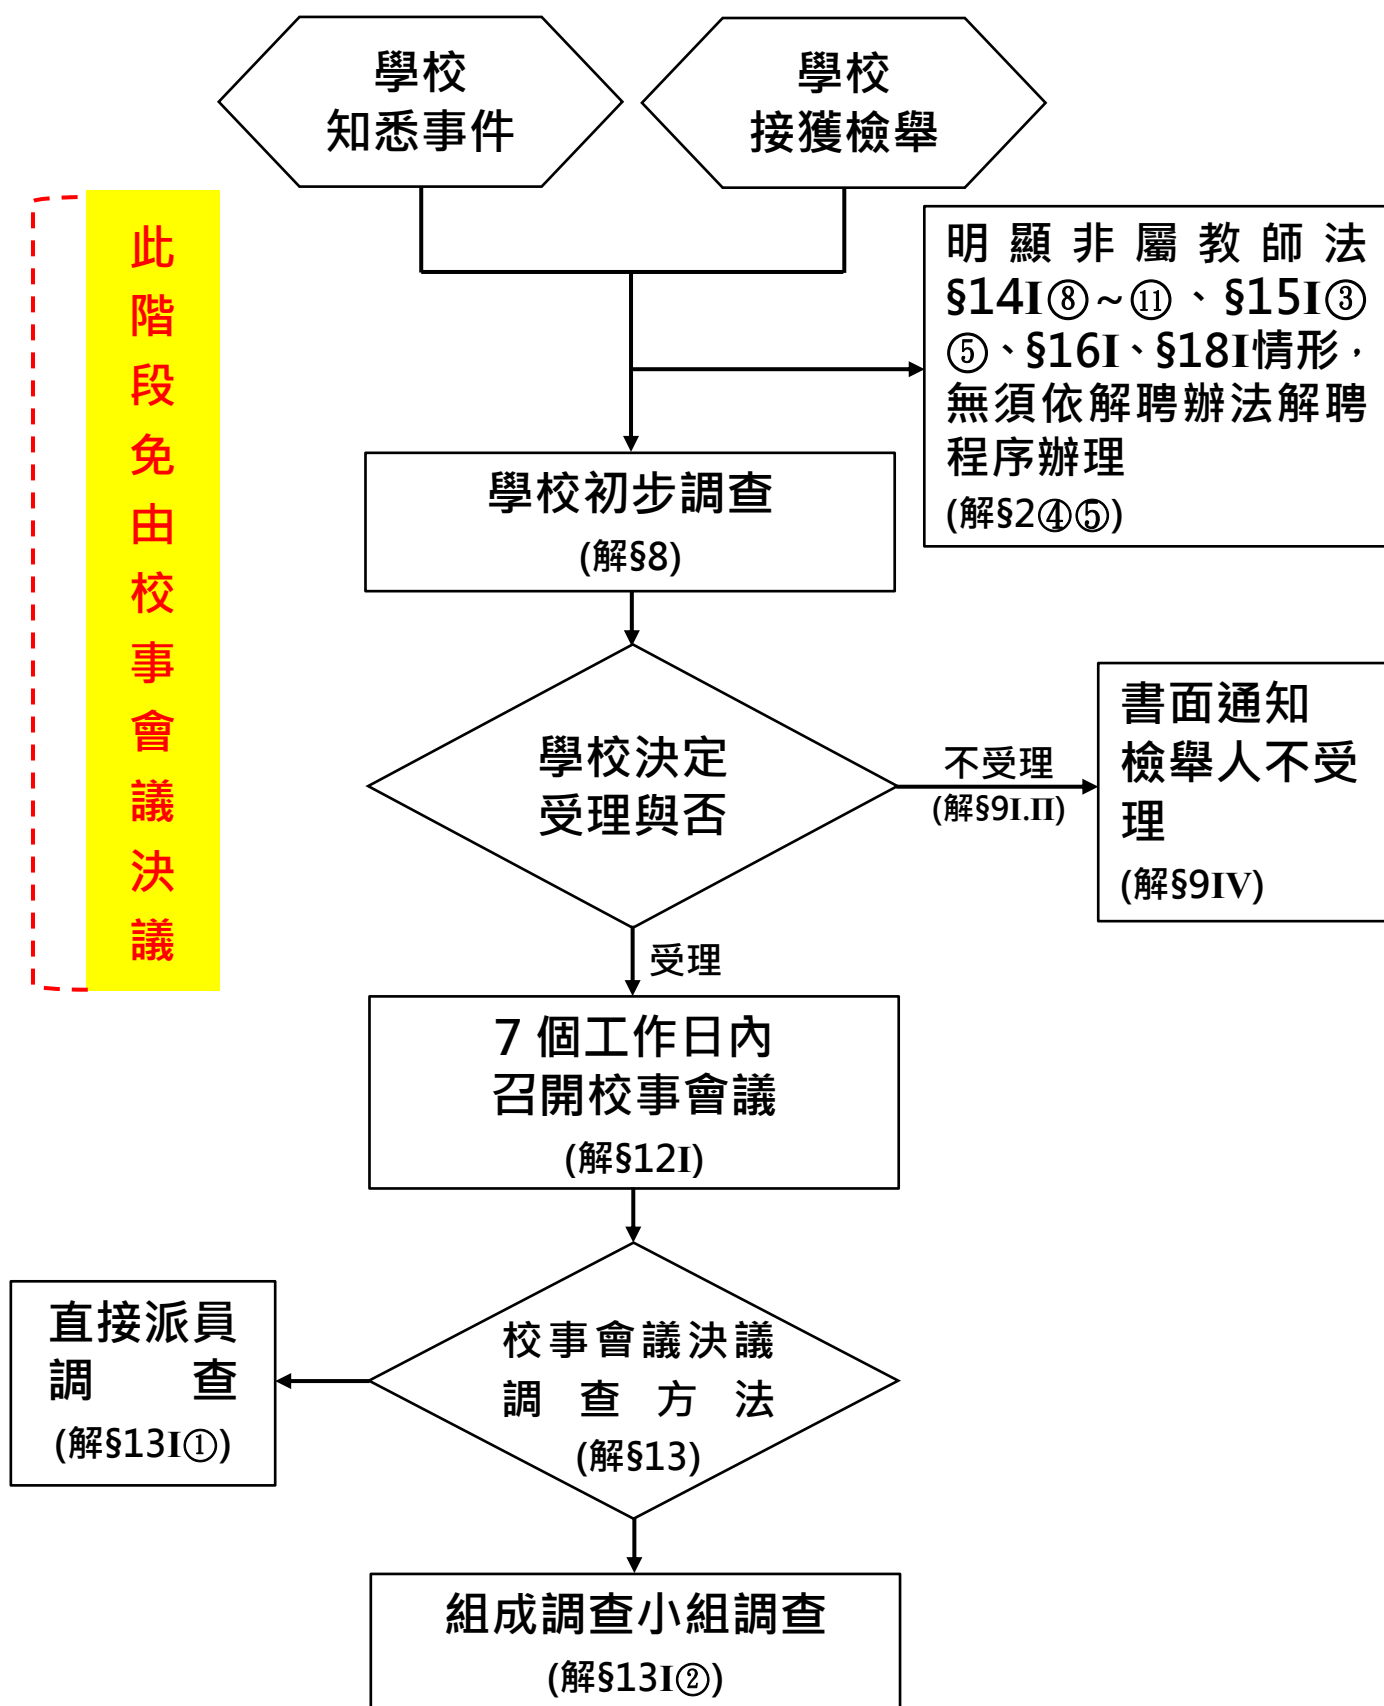 學校
知悉事件
學校
接獲檢舉
此階段免由校事會議決議
明顯非屬教師法
§14I⑧~⑪、§15I③
⑤、§16I、§18I情形，
無須依解聘辦法解聘
程序辦理
(解§2④⑤)
學校初步調查
(解§8)
學校決定
受理與否
不受理
(解§9I.II)
書面通知
檢舉人不受
理
(解§9IV)
受理
7個工作日內
召開校事會議
(解§12I)
校事會議決議
調查方法
(解§13)
直接派員
調查
(解§13I①)
組成調查小組調查
(解§13I②)